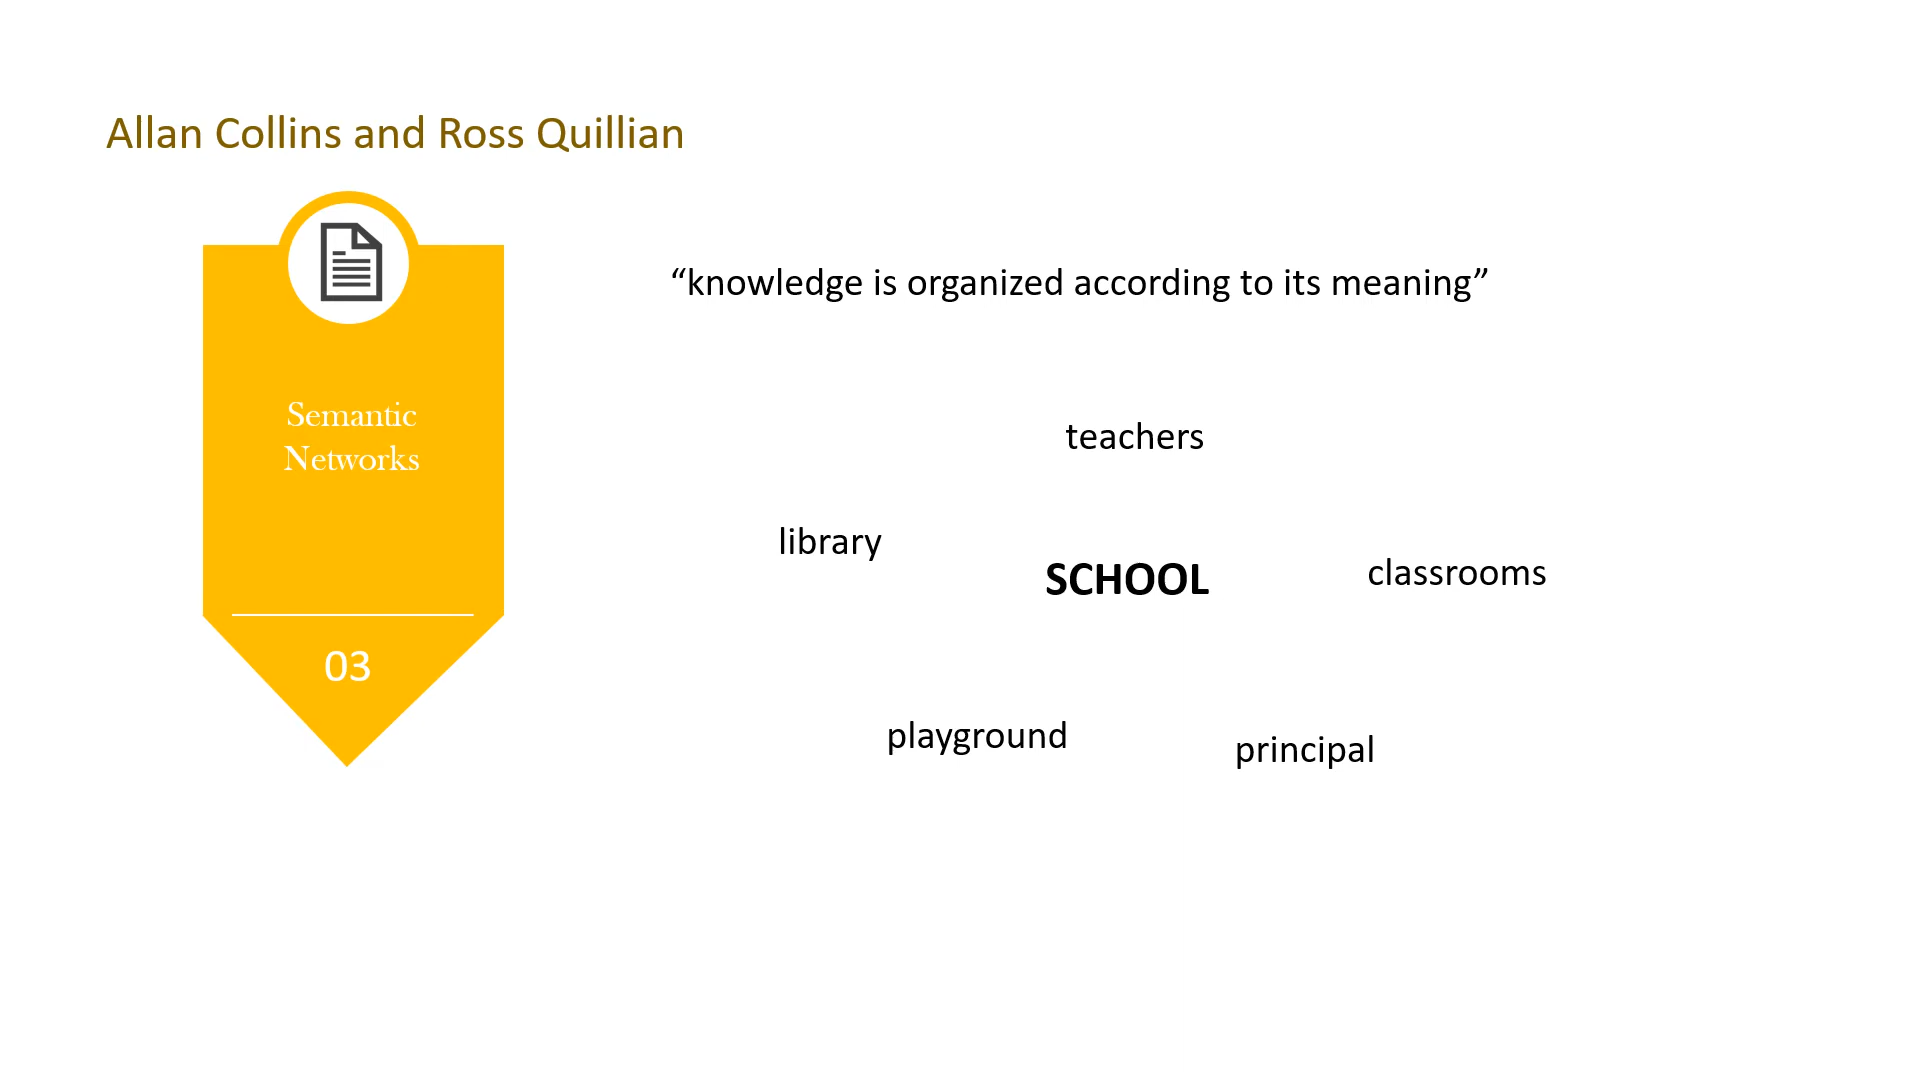 Allan Collins and Ross Quillian
Semantic
Networks
03
“knowledge is organized according to its meaning”
teachers
library
SCHOOL
classrooms
playground
principal